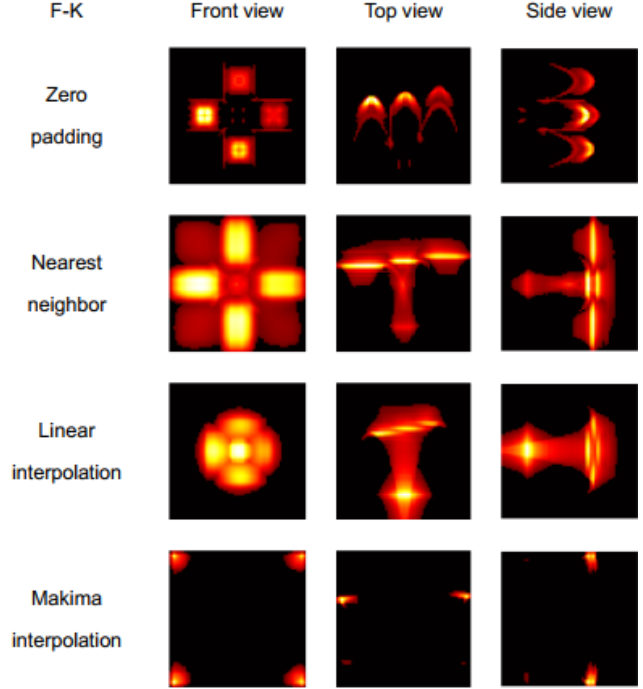 F-K Front view Top view Side view
Zero
padding
Nearest
neighbor
Linear
interpolation
Makima
interpolation